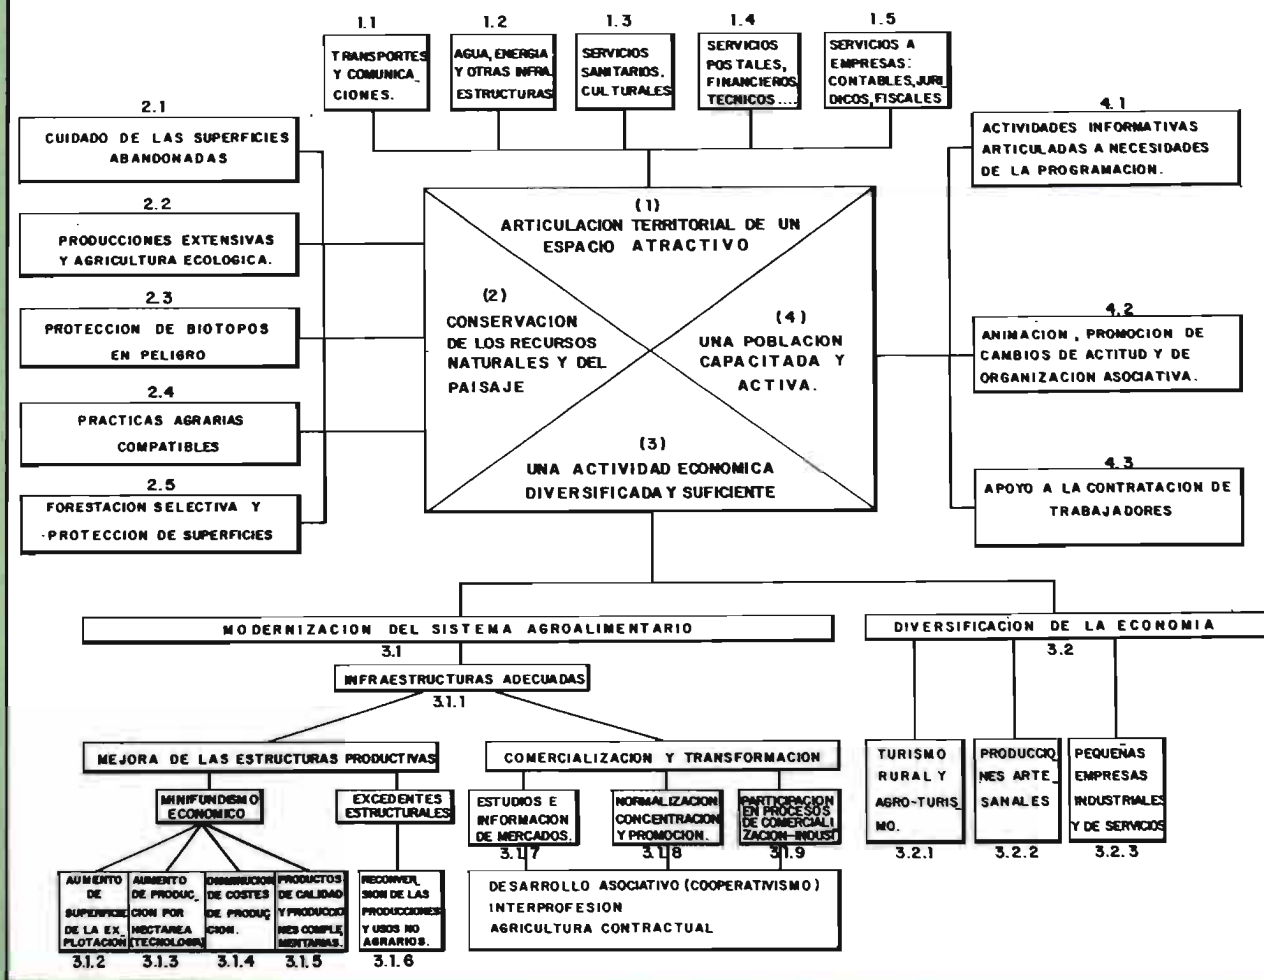 1.1
TRANSPORTES
Y COMUNICA_
CIONES.
1.2
AGUA, ENERGIA
Y OTRAS INFRA.
ESTRUCTURAS
1.3
SERVICIOS
SANITARIOS.
CULTURALES
1.4
SERVICIOS
POSTALES,
FINANCIEROS
TECNICOS ....
1.5
SERVICIOS A
EMPRESAS:
CONTABLES, JURI
DICOS, FISCALES
2.1
CUIDADO DE LAS SUPERFICIES
ABANDONADAS
2.2
PRODUCCIONES EXTENSIVAS
Y AGRICULTURA ECOLOGICA.
2.3
PROTECCION DE BIOTOPOS
EN PELIGRO
2.4
PRACTICAS AGRARIAS
COMPATIBLES
2.5
FORESTACION SELECTIVA Y
PROTECCION DE SUPERFICIES
(1)
ARTICULACION TERRITORIAL DE UN
ESPACIO ATRACTIVO
(2)
CONSERVACION
DE LOS RECURSOS
NATURALES Y DEL
PAISAJE
(4)
UNA POBLACION
CAPACITADA Y
ACTIVA.
(3)
UNA ACTIVIDAD ECONOMICA
DIVERSIFICADA Y SUFICIENTE
4.1
ACTIVIDADES INFORMATIVAS
ARTICULADAS A NECESIDADES
DE LA PROGRAMACION.
4.2
ANIMACION, PROMOCION DE
CAMBIOS DE ACTITUD Y DE
ORGANIZACION ASOCIATIVA.
4.3
APOYO A LA CONTRATACION DE
TRABAJADORES
MODERNIZACION DEL SISTEMA AGROALIMENTARIO
3.1
INFRAESTRUCTURAS ADECUADAS
3.1.1
DIVERSIFICACION DE LA ECONOMIA
3.2
MEJORA DE LAS ESTRUCTURAS PRODUCTIVAS
COMERCIALIZACION Y TRANSFORMACION
MINIFUNDISMO
ECONOMICO
EXCEDENTES
ESTRUCTURALES
ESTUDIOS E
INFORMACION
DE MERCADOS.
3.1.7
NORMALIZACION
CONCENTRACION
Y PROMOCION.
3.1.8
PARTICIPACION
EN PROCESOS
DE COMERCIALI
ZACION-INDUST
3.1.9
TURISMO
RURAL Y
AGRO-TURIS_
MO.
3.2.1
PRODUCCIO_
NES ARTE_
SANALES
3.2.2
PEQUEÑAS
EMPRESAS
INDUSTRIALES
Y DE SERVICIOS
3.2.3
AUMENTO
DE
SUPERFICIE
DE LA EX_
PLOTACION
3.1.2
AUMENTO
DE PRODUC_
CION POR
HECTAREA
(TECNOLOGIA)
3.1.3
DISMINUCION
DE COSTES
DE PRODUC
CION.
3.1.4
PRODUCTOS
DE CALIDAD
Y PRODUCCIO
NES COMPLE_
MENTARIAS.
3.1.5
RECONVER_
SION DE LAS
PRODUCCIONES
Y USOS NO
AGRARIOS.
3.1.6
DESARROLLO ASOCIATIVO (COOPERATIVISMO)
INTERPROFESION
AGRICULTURA CONTRACTUAL